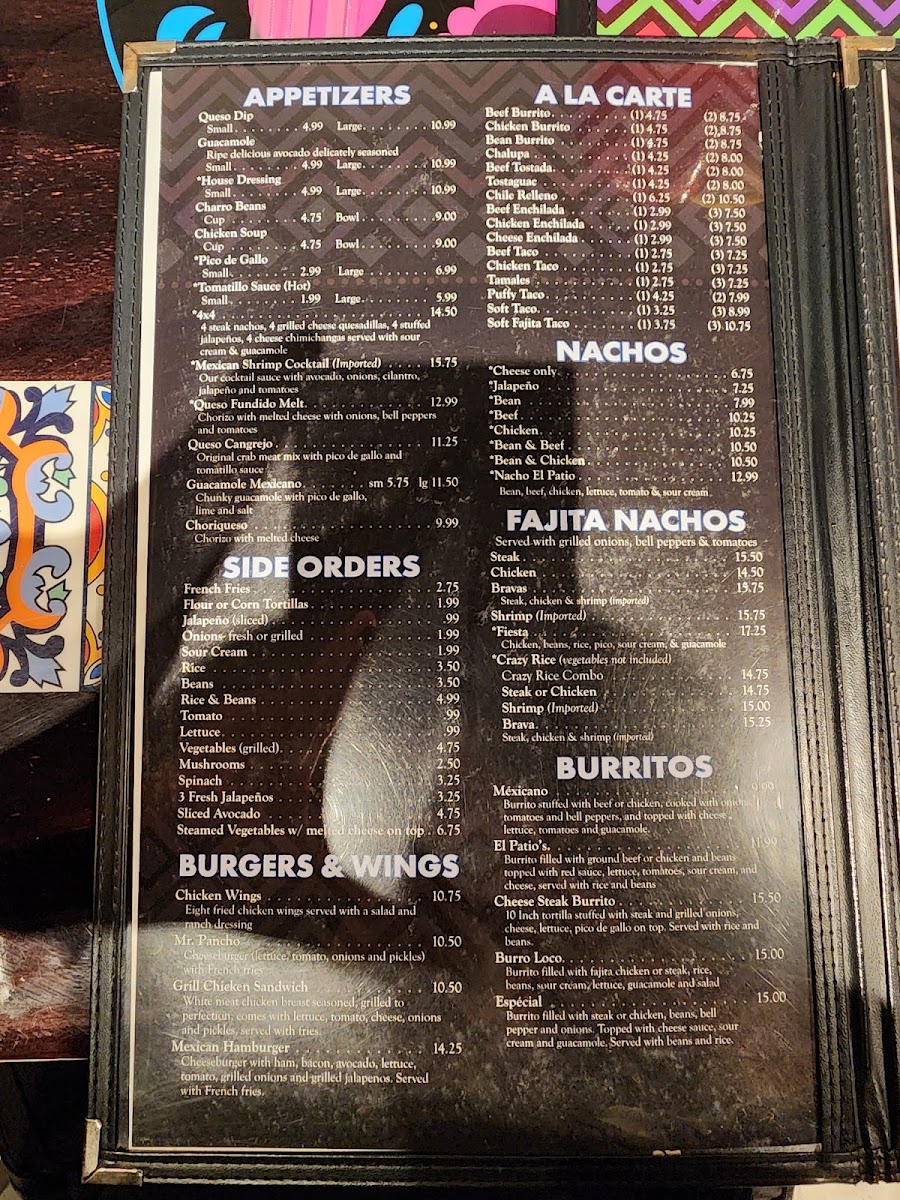 APPETIZERS
Queso Dip
Small 4.99 Large 10.99
Guacamole
Ripe delicious avocado delicately seasoned
Small 4.99 Large 10.99
*House Dressing
Small 4.99 Large 10.99
Charro Beans
Cup 4.75 Bowl 9.00
Chicken Soup
Cup 4.75 Bowl 9.00
*Pico de Gallo
Small 2.99 Large 6.99
*Tomatillo Sauce (Hot)
Small 1.99 Large 5.99
*4x4 14.50
4 steak nachos, 4 grilled cheese quesadillas, 4 stuffed
jalapeños, 4 cheese chimichangas served with sour
cream & guacamole
*Mexican Shrimp Cocktail (Imported) 15.75
Our cocktail sauce with avocado, onions, cilantro,
jalapeño and tomatoes
*Queso Fundido Melt 12.99
Chorizo with melted cheese with onions, bell peppers
and tomatoes
Queso Cangrejo 11.25
Original crab meat mix with pico de gallo and
tomatillo sauce
Guacamole Mexicano sm 5.75 lg 11.50
Chunky guacamole with pico de gallo,
lime and salt
Choriqueso 9.99
Chorizo with melted cheese
SIDE ORDERS
French Fries 2.75
Flour or Corn Tortillas 1.99
Jalapeño (sliced) .99
Onions- fresh or grilled 1.99
Sour Cream 1.99
Rice 3.50
Beans 3.50
Rice & Beans 4.99
Tomato .99
Lettuce .99
Vegetables (grilled) 4.75
Mushrooms 2.50
Spinach 3.25
3 Fresh Jalapeños 3.25
Sliced Avocado 4.75
Steamed Vegetables w/ melted cheese on top 6.75
BURGERS & WINGS
Chicken Wings 10.75
Eight fried chicken wings served with a salad and
ranch dressing
Mr. Pancho 10.50
Cheeseburger (lettuce, tomato, onions and pickles)
with French fries
Grill Chicken Sandwich 10.50
White meat chicken breast seasoned, grilled to
perfection, comes with lettuce, tomato, cheese, onions
and pickles, served with fries.
Mexican Hamburger 14.25
Cheeseburger with ham, bacon, avocado, lettuce,
tomato, grilled onions and grilled jalapenos. Served
with French fries.
A LA CARTE
Beef Burrito (1) 4.75 (2) 8.75
Chicken Burrito (1) 4.75 (2) 8.75
Bean Burrito (1) 4.75 (2) 8.75
Chalupa (1) 4.25 (2) 8.00
Beef Tostada (1) 4.25 (2) 8.00
Tostaguac (1) 4.25 (2) 8.00
Chile Relleno (1) 6.25 (2) 10.50
Beef Enchilada (1) 2.99 (3) 7.50
Chicken Enchilada (1) 2.99 (3) 7.50
Cheese Enchilada (1) 2.99 (3) 7.50
Beef Taco (1) 2.75 (3) 7.25
Chicken Taco (1) 2.75 (3) 7.25
Tamales (1) 2.75 (3) 7.25
Puffy Taco (1) 4.25 (2) 7.99
Soft Taco (1) 3.25 (3) 8.99
Soft Fajita Taco (1) 3.75 (3) 10.75
NACHOS
*Cheese only 6.75
*Jalapeño 7.25
*Bean 7.99
*Beef 10.25
*Chicken 10.25
*Bean & Beef 10.50
*Bean & Chicken 10.50
*Nacho El Patio 12.99
Bean, beef, chicken, lettuce, tomato & sour cream
FAJITA NACHOS
Served with grilled onions, bell peppers & tomatoes
Steak 15.50
Chicken 14.50
Bravas 15.75
Steak, chicken & shrimp (imported)
Shrimp (Imported) 15.75
*Fiesta 17.25
Chicken, beans, rice, pico, sour cream, & guacamole
*Crazy Rice (vegetables not included)
Crazy Rice Combo 14.75
Steak or Chicken 14.75
Shrimp (Imported) 15.00
Brava 15.25
Steak, chicken & shrimp (imported)
BURRITOS
Méxicano 9.99
Burrito stuffed with beef or chicken, cooked with onions,
tomatoes and bell peppers, and topped with cheese,
lettuce, tomatoes and guacamole.
El Patio's 11.99
Burrito filled with ground beef or chicken and beans
topped with red sauce, lettuce, tomatoes, sour cream, and
cheese, served with rice and beans
Cheese Steak Burrito 15.50
10 Inch tortilla stuffed with steak and grilled onions,
cheese, lettuce, pico de gallo on top. Served with rice and
beans.
Burro Loco 15.00
Burrito filled with fajita chicken or steak, rice,
beans, sour cream, lettuce, guacamole and salad
Espécial 15.00
Burrito filled with steak or chicken, beans, bell
pepper and onions. Topped with cheese sauce, sour
cream and guacamole. Served with beans and rice.